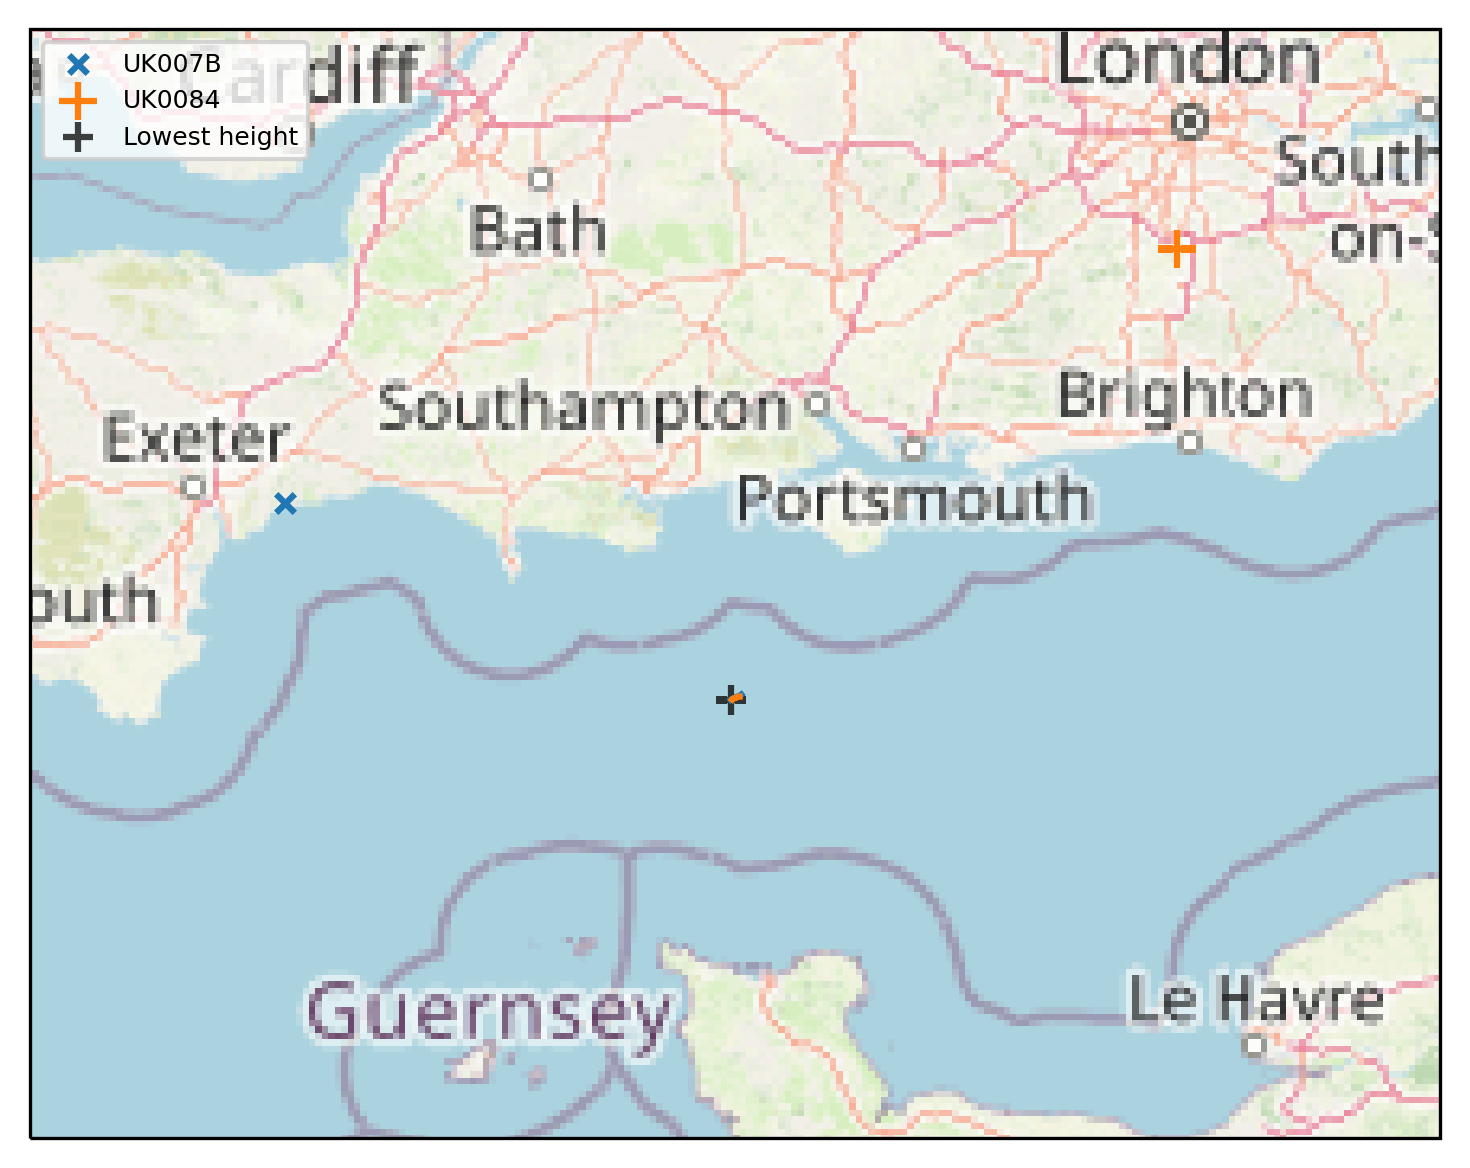 UK007B
UK0084
Lowest height
Cardiff
London
South
on-S
Bath
Southampton
Brighton
Exeter
Portsmouth
outh
Guernsey
Le Havre